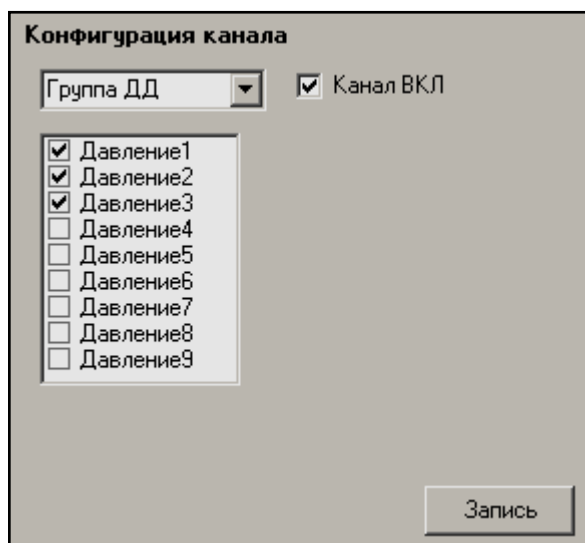 Конфигурация канала
Группа ДД
Канал ВКЛ
Давление1
Давление2
Давление3
Давление4
Давление5
Давление6
Давление7
Давление8
Давление9
Запись